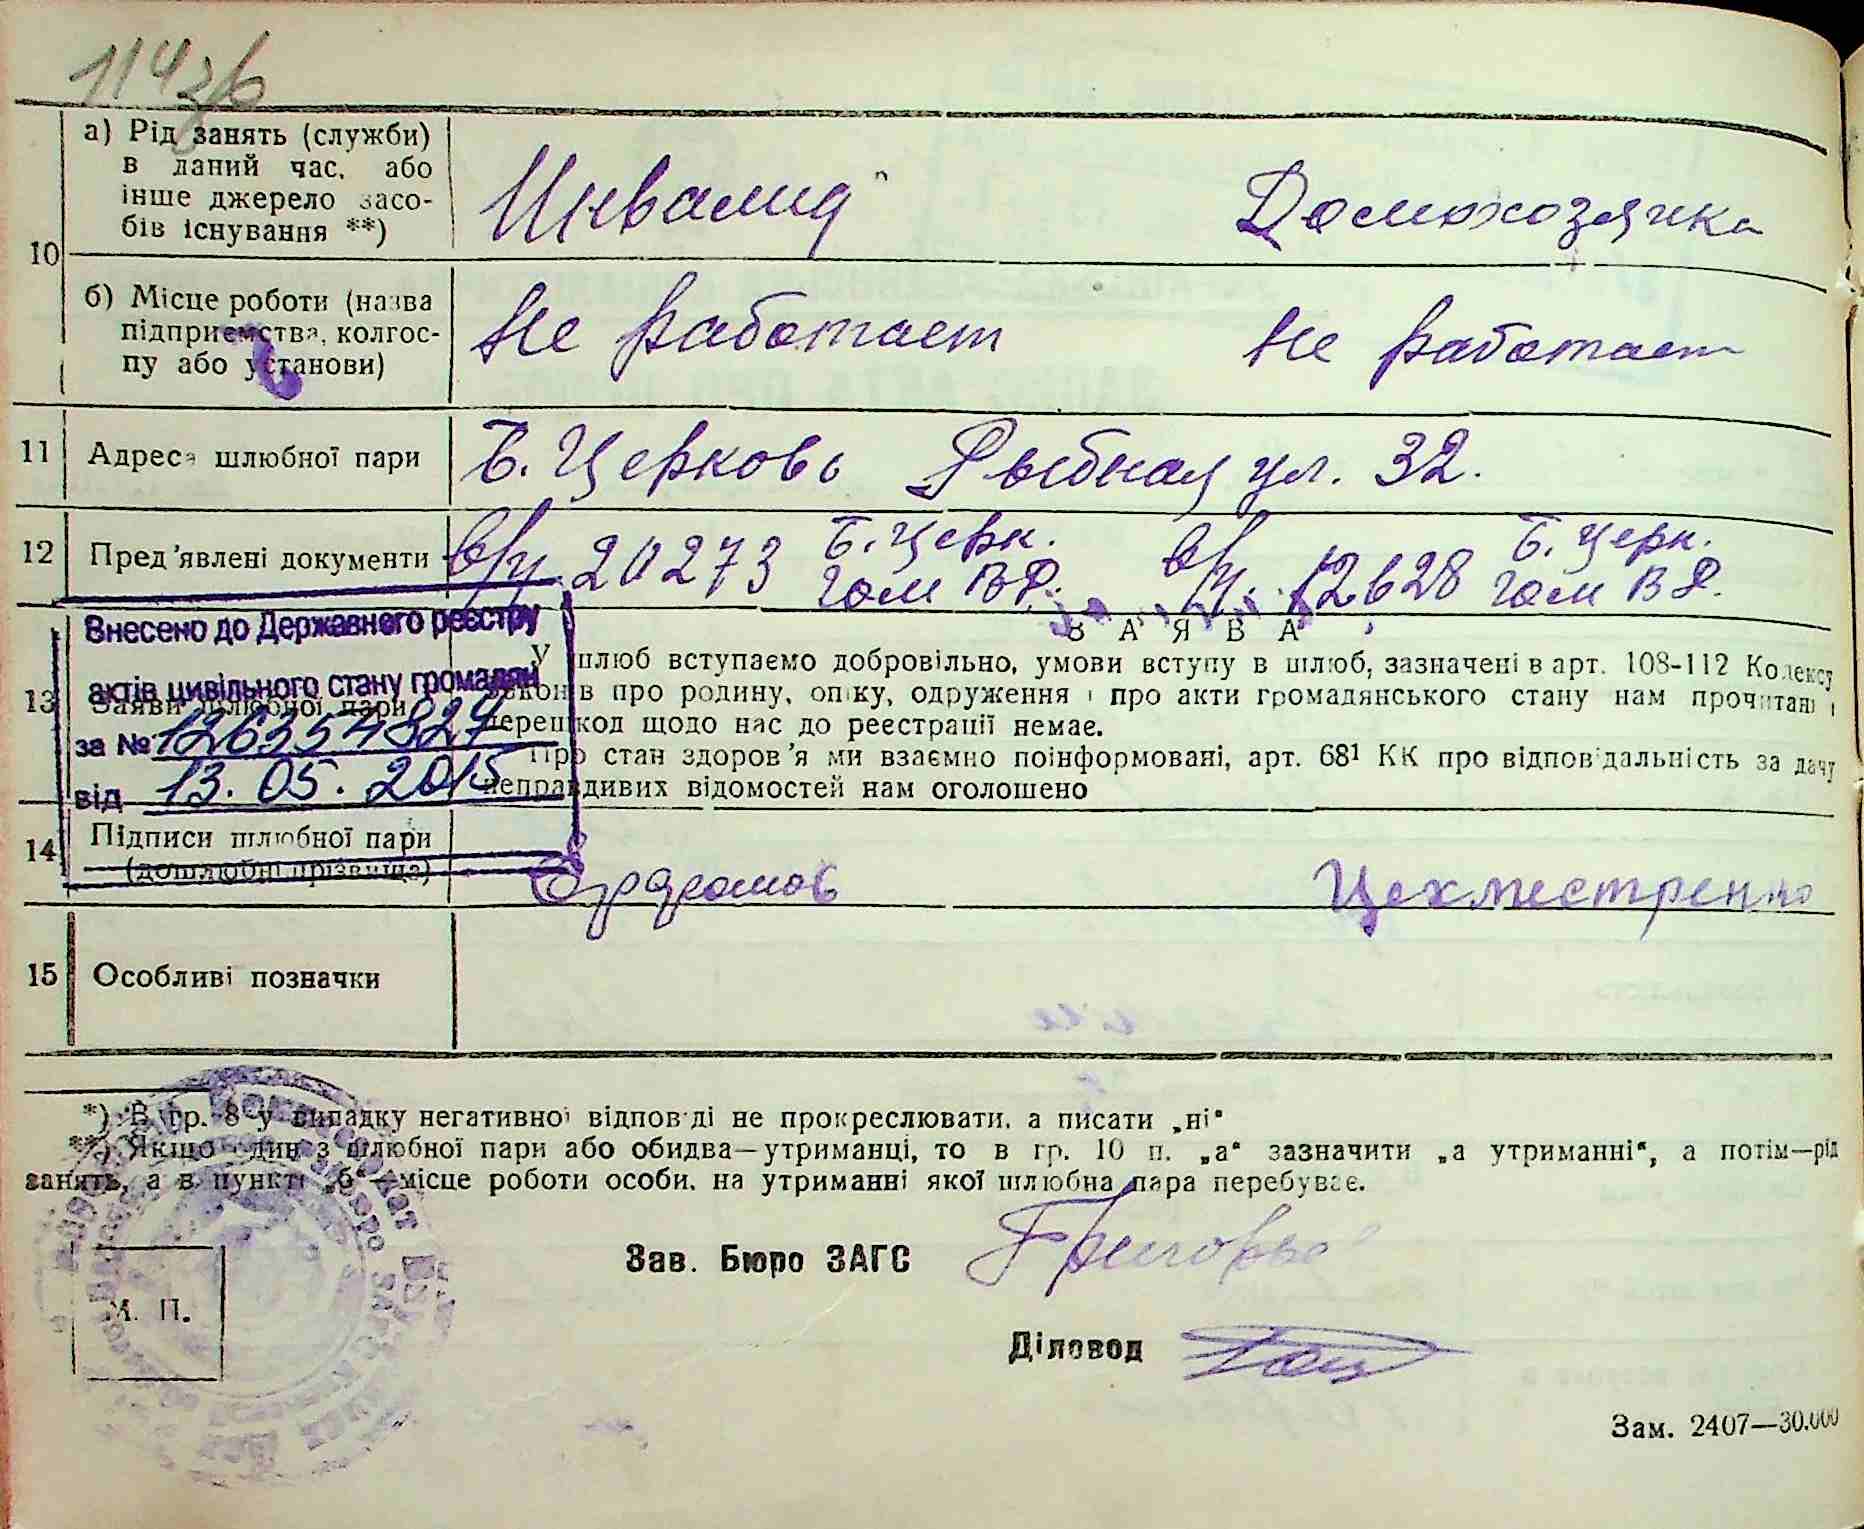 114 зв
10
а) Рід занять (служби) в даний час, або інше джерело засобів існування **)
Инвалид
Домохозяйка
б) Місце роботи (назва підприємства, колгоспу або установи)
Не работает
Не работает
11
Адреса шлюбної пари
Б. Церковь Рыбная ул. 32.
12
Пред'явлені документи
в/у 20273 Б. Церк. гом ВД.
Б. Церк. гом ВД.
Внесено до Державного реєстру
актів цивільного стану громадян
за № 126354827
від 13.05.2015
13
Заяви шлюбної пари
ЗАЯВА
У шлюб вступаємо добровільно, умови вступу в шлюб, зазначені в арт. 108-112 Кодексу
законів про родину, опіку, одруження і про акти громадянського стану нам прочитані і
перешкод щодо нас до реєстрації немає.
Про стан здоров'я ми взаємно поінформовані, арт. 68¹ КК про відповідальність за дачу
неправдивих відомостей нам оголошено
14
Підписи шлюбної пари
(дошлюбні прізвища)
Цехместренко
15
Особливі позначки
*) В гр. 8 у випадку негативної відповіді не прокреслювати, а писати „ні“
**) Якщо один з шлюбної пари або обидва—утриманці, то в гр. 10 п. „а“ зазначити „а утриманні“, а потім—рід
занять, а в пункті „б“—місце роботи особи, на утриманні якої шлюбна пара перебуває.
Зав. Бюро ЗАГС
М. П.
Діловод
Зам. 2407—30.000